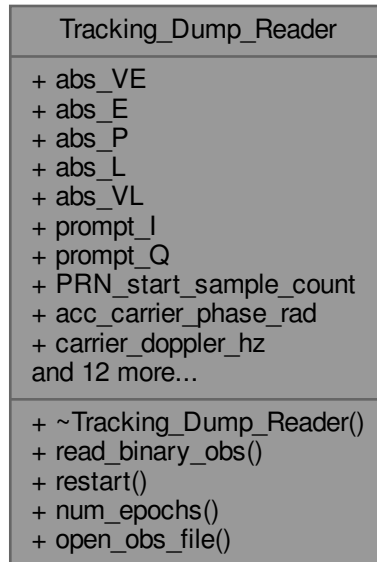 Tracking_Dump_Reader
+ abs_VE
+ abs_E
+ abs_P
+ abs_L
+ abs_VL
+ prompt_I
+ prompt_Q
+ PRN_start_sample_count
+ acc_carrier_phase_rad
+ carrier_doppler_hz
and 12 more...
+ ~Tracking_Dump_Reader()
+ read_binary_obs()
+ restart()
+ num_epochs()
+ open_obs_file()